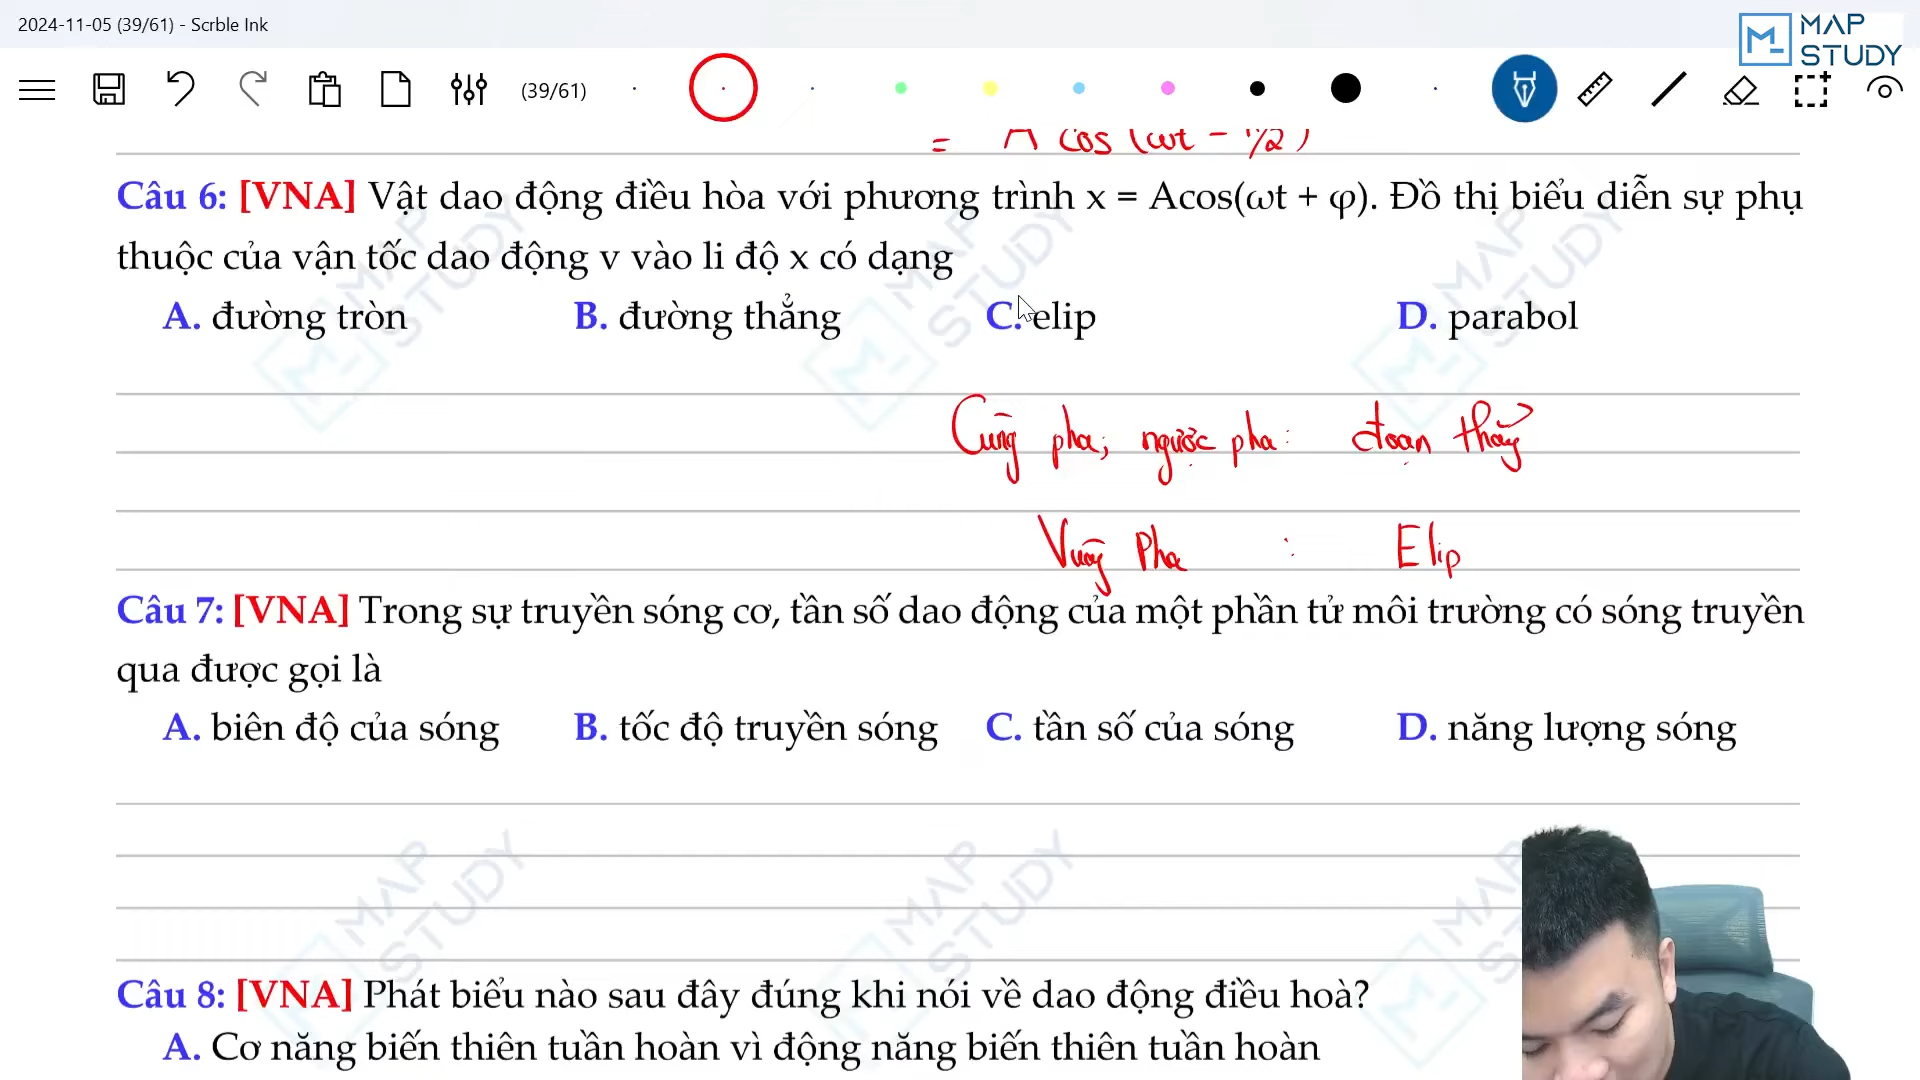 2024-11-05 (39/61) - Scrble Ink
MAP
STUDY
(39/61)
= A cos (ωt - π/2)
Câu 6: [VNA] Vật dao động điều hòa với phương trình x = Acos(ωt + φ). Đồ thị biểu diễn sự phụ
thuộc của vận tốc dao động v vào li độ x có dạng
A. đường tròn B. đường thẳng C. elip D. parabol
Cùng pha; ngược pha: đoạn thẳng
Vuông pha : Elip
Câu 7: [VNA] Trong sự truyền sóng cơ, tần số dao động của một phần tử môi trường có sóng truyền
qua được gọi là
A. biên độ của sóng B. tốc độ truyền sóng C. tần số của sóng D. năng lượng sóng
Câu 8: [VNA] Phát biểu nào sau đây đúng khi nói về dao động điều hoà?
A. Cơ năng biến thiên tuần hoàn vì động năng biến thiên tuần hoàn